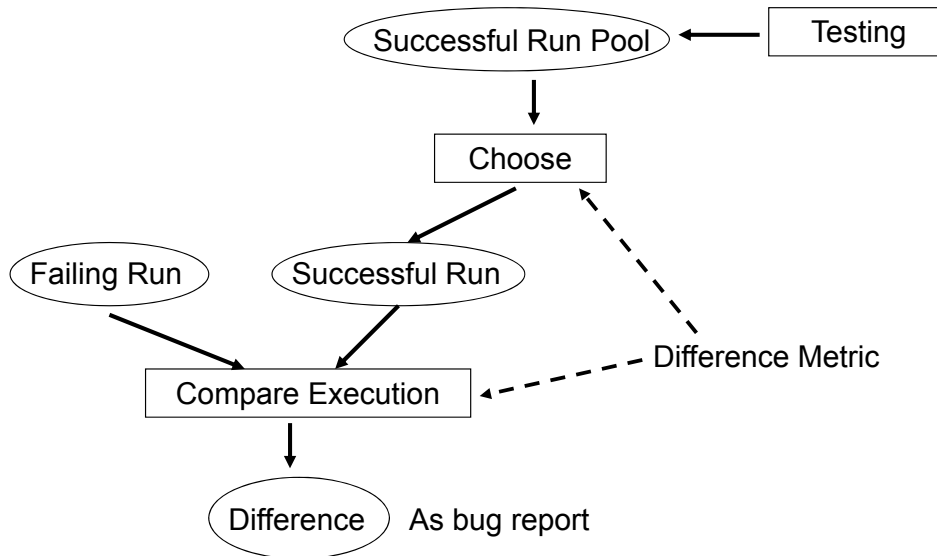 Successful Run Pool
Testing
Choose
Failing Run
Successful Run
Difference Metric
Compare Execution
Difference
As bug report